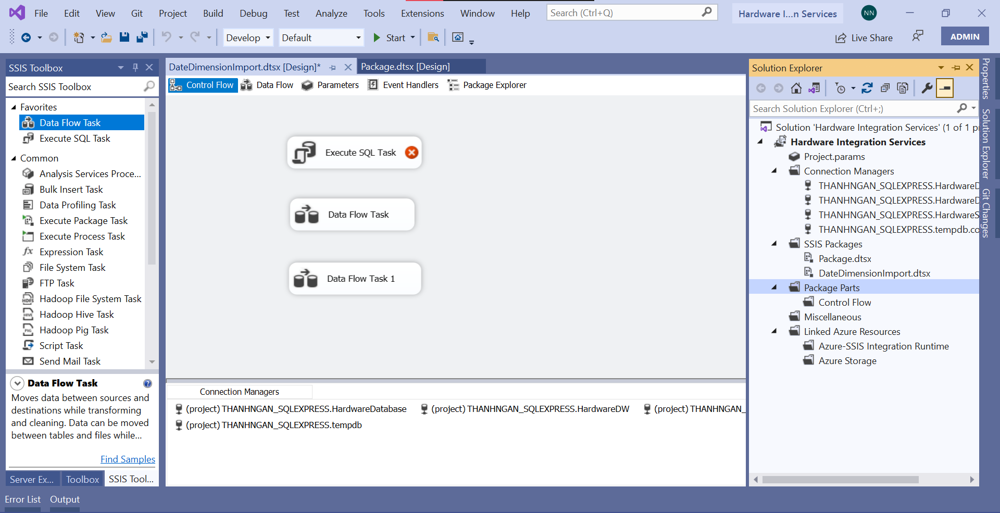 File Edit View Git Project Build Debug Test Analyze Tools Extensions Window Help Search (Ctrl+Q) Hardware I...n Services NN
Develop Default Start Live Share ADMIN
SSIS Toolbox
Search SSIS Toolbox
Favorites
Data Flow Task
Execute SQL Task
Common
Analysis Services Proce...
Bulk Insert Task
Data Profiling Task
Execute Package Task
Execute Process Task
Expression Task
File System Task
FTP Task
Hadoop File System Task
Hadoop Hive Task
Hadoop Pig Task
Script Task
Send Mail Task
Data Flow Task
Moves data between sources and
destinations while transforming
and cleaning. Data can be moved
between tables and files while...
Find Samples
Server Ex... Toolbox SSIS Tool...
DateDimensionImport.dtsx [Design]* Package.dtsx [Design]
Control Flow Data Flow Parameters Event Handlers Package Explorer
Execute SQL Task
Data Flow Task
Data Flow Task 1
Connection Managers
(project) THANHNGAN_SQLEXPRESS.HardwareDatabase (project) THANHNGAN_SQLEXPRESS.HardwareDW (project) THANHNGAN_
(project) THANHNGAN_SQLEXPRESS.tempdb
Solution Explorer
Search Solution Explorer (Ctrl+;)
Solution 'Hardware Integration Services' (1 of 1 pr
Hardware Integration Services
Project.params
Connection Managers
THANHNGAN_SQLEXPRESS.HardwareD
THANHNGAN_SQLEXPRESS.HardwareD
THANHNGAN_SQLEXPRESS.HardwareS
THANHNGAN_SQLEXPRESS.tempdb.co
SSIS Packages
Package.dtsx
DateDimensionImport.dtsx
Package Parts
Control Flow
Miscellaneous
Linked Azure Resources
Azure-SSIS Integration Runtime
Azure Storage
Properties
Solution Explorer
Git Changes
Error List Output